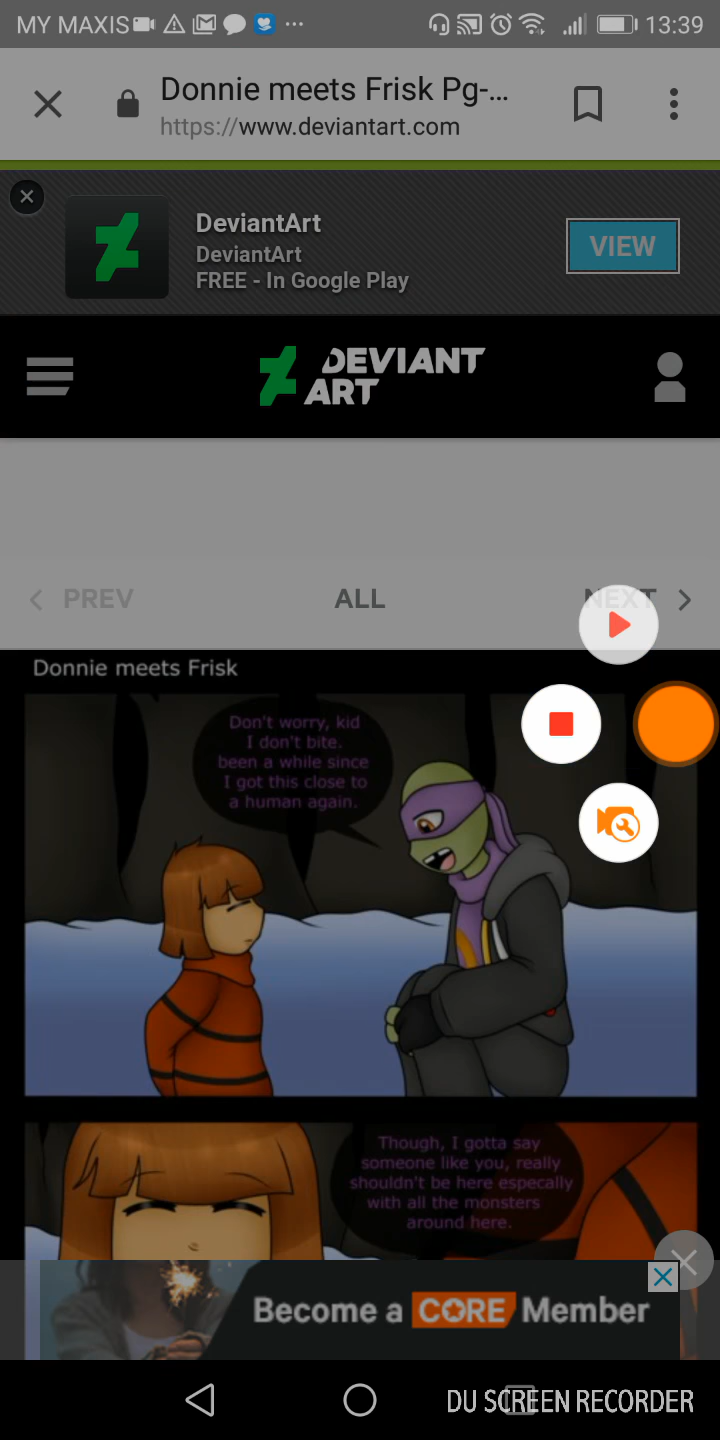 MY MAXIS
13:39
Donnie meets Frisk Pg-...
https://www.deviantart.com
DeviantArt
DeviantArt
FREE - In Google Play
VIEW
DEVIANT
ART
PREV
ALL
NEXT
Donnie meets Frisk
Don't worry, kid
I don't bite.
been a while since
I got this close to
a human again.
Though, I gotta say
someone like you, really
shouldn't be here especally
with all the monsters
around here.
Become a CORE Member
DU SCREEN RECORDER